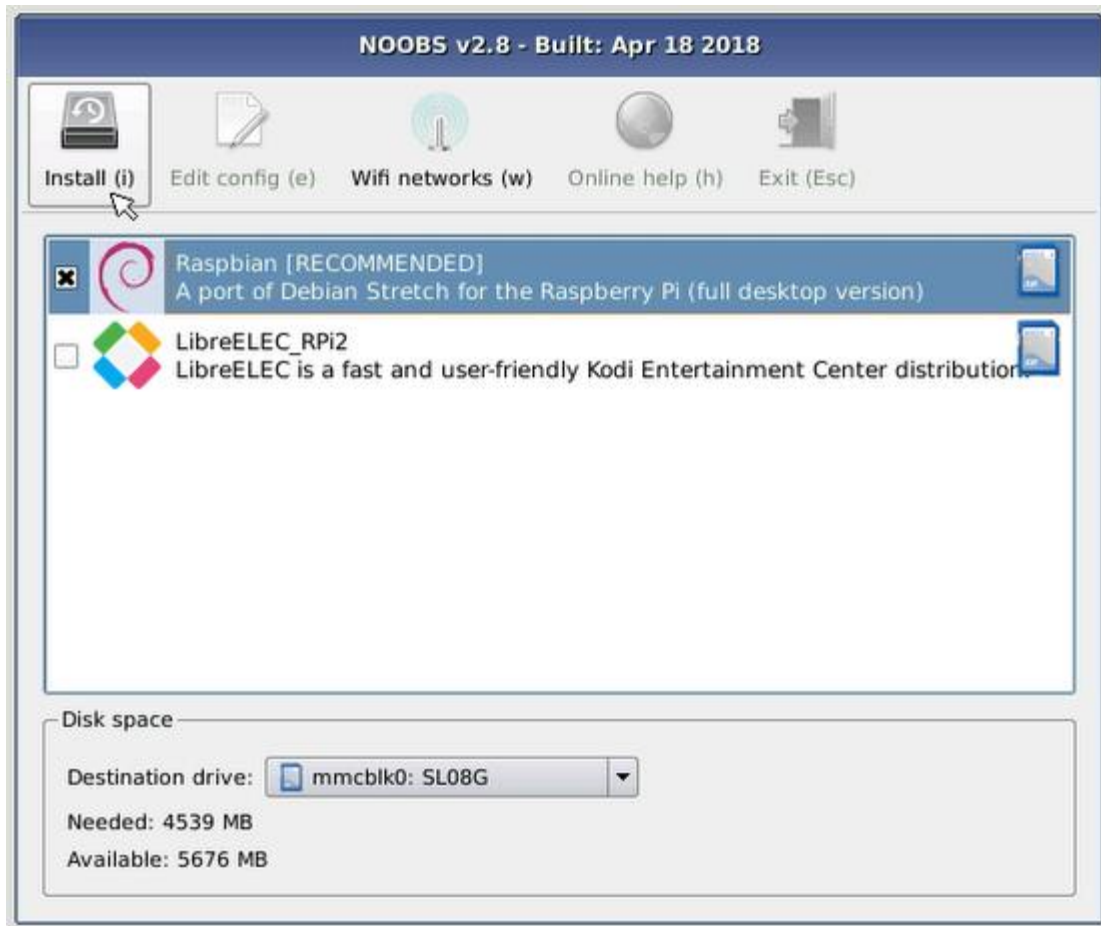 NOOBS v2.8 - Built: Apr 18 2018
Install (i) Edit config (e) Wifi networks (w) Online help (h) Exit (Esc)
Raspbian [RECOMMENDED]
A port of Debian Stretch for the Raspberry Pi (full desktop version)
LibreELEC_RPi2
LibreELEC is a fast and user-friendly Kodi Entertainment Center distribution.
Disk space
Destination drive: mmcblk0: SL08G
Needed: 4539 MB
Available: 5676 MB